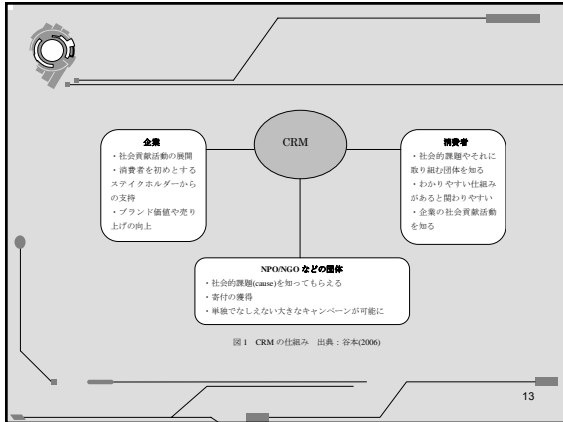 CRM
企業
・社会貢献活動の展開
・消費者を初めとする
ステイクホルダーから
の支持
・ブランド価値や売り
上げの向上
消費者
・社会的課題やそれに
取り組む団体を知る
・わかりやすい仕組み
があると関わりやすい
・企業の社会貢献活動
を知る
NPO/NGO などの団体
・社会的課題(cause)を知ってもらえる
・寄付の獲得
・単独でなしえない大きなキャンペーンが可能に
図 1 CRM の仕組み 出典：谷本(2006)
13